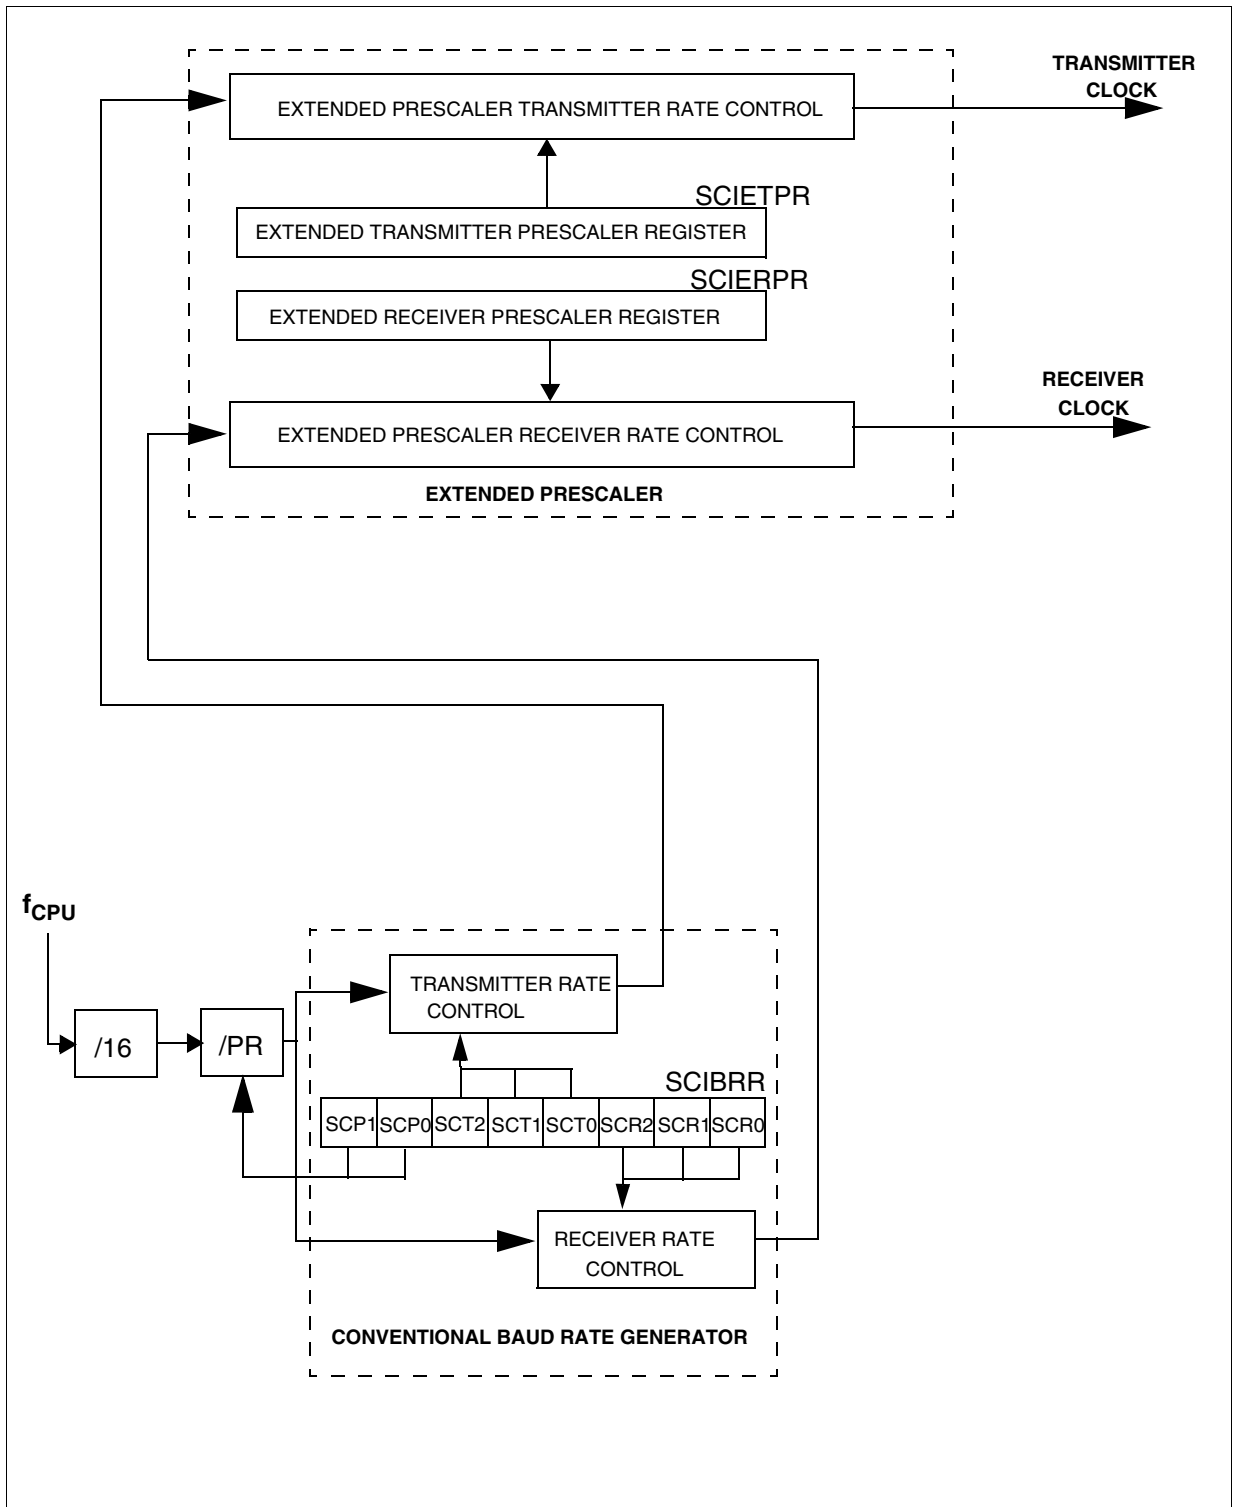 TRANSMITTER
CLOCK
EXTENDED PRESCALER TRANSMITTER RATE CONTROL
SCIETPR
EXTENDED TRANSMITTER PRESCALER REGISTER
SCIERPR
EXTENDED RECEIVER PRESCALER REGISTER
RECEIVER
CLOCK
EXTENDED PRESCALER RECEIVER RATE CONTROL
EXTENDED PRESCALER
fCPU
TRANSMITTER RATE
CONTROL
/16
/PR
SCIBRR
SCP1 SCP0 SCT2 SCT1 SCT0 SCR2 SCR1 SCR0
RECEIVER RATE
CONTROL
CONVENTIONAL BAUD RATE GENERATOR